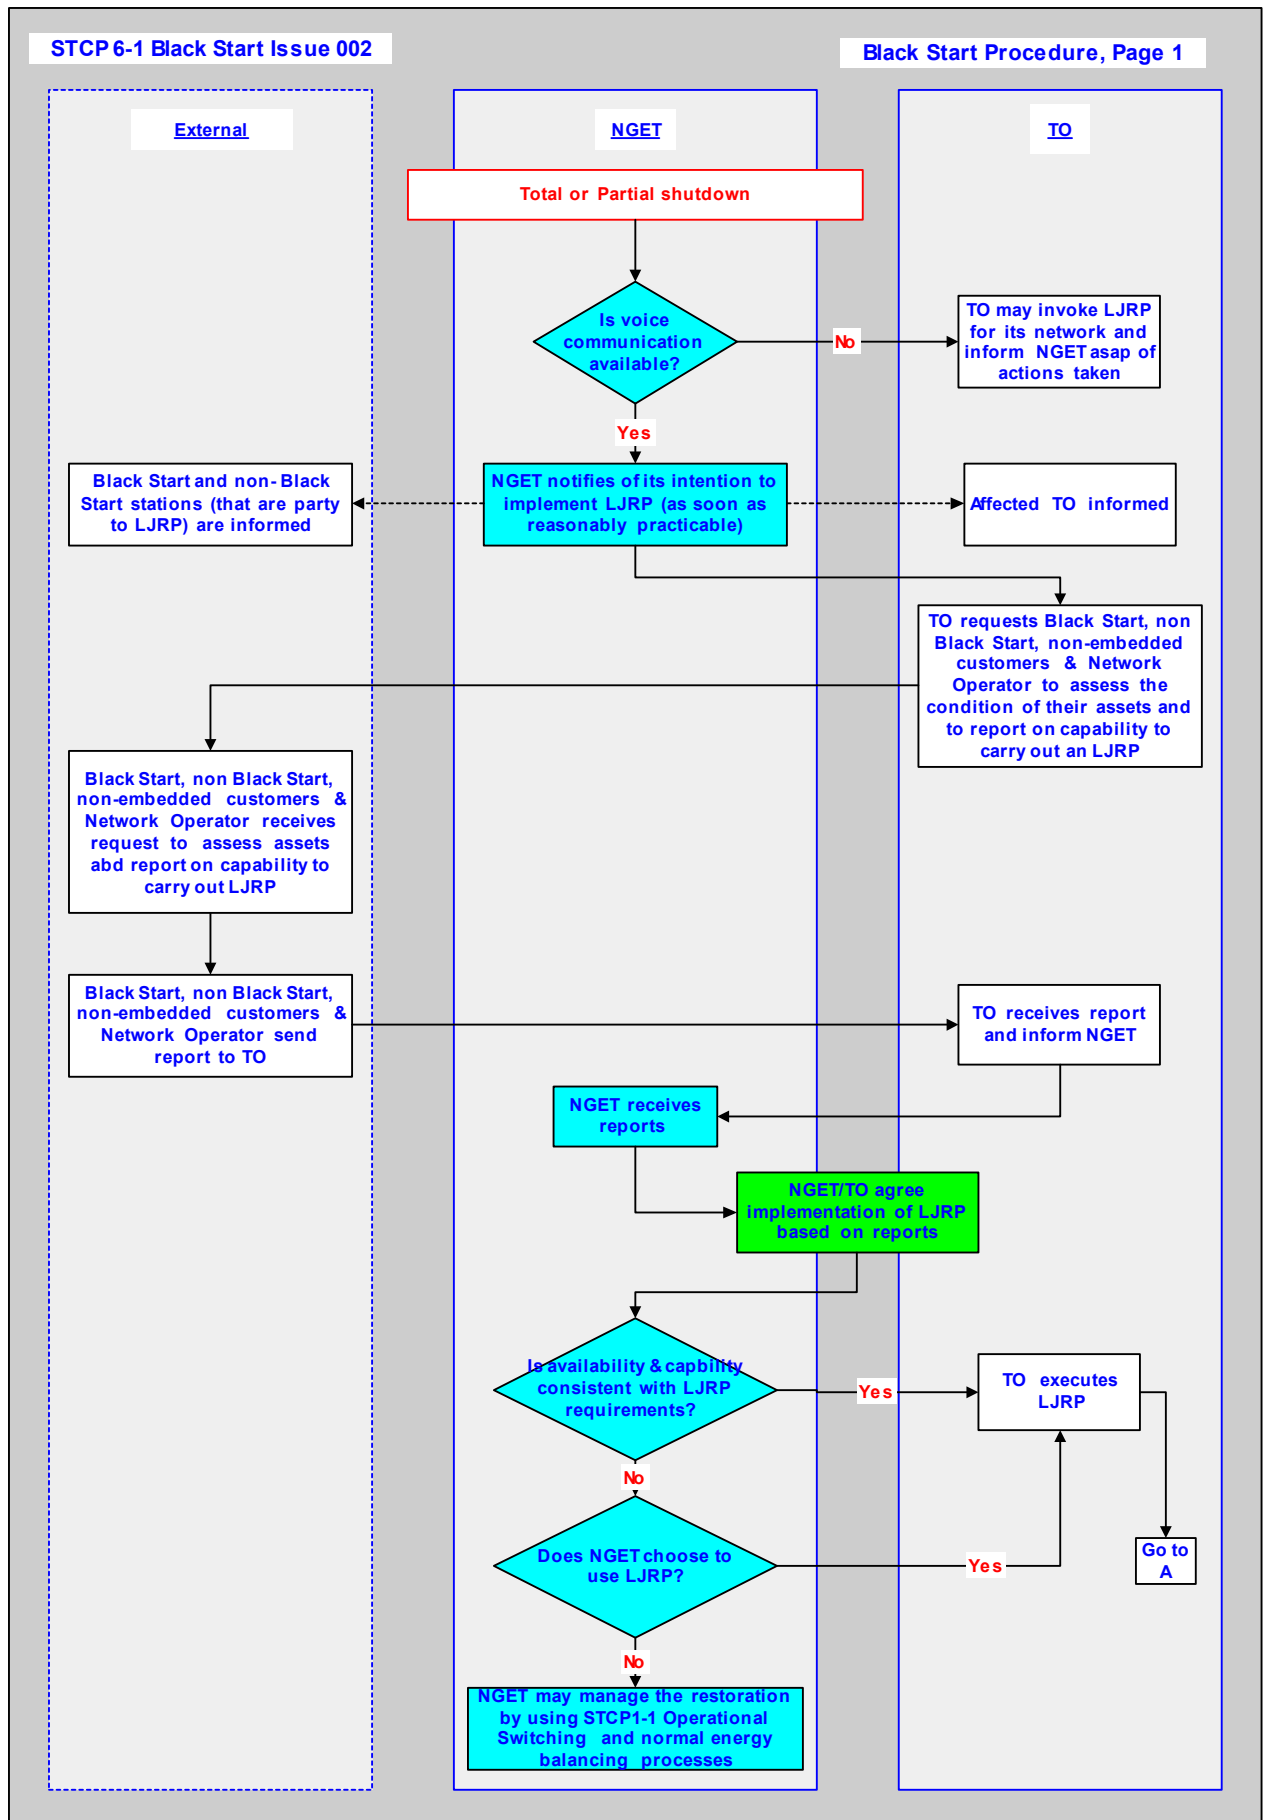 STCP 6-1 Black Start Issue 002
Black Start Procedure, Page 1
External
NGET
TO
Total or Partial shutdown
Is voice
communication
available?
No
TO may invoke LJRP
for its network and
inform NGET asap of
actions taken
Yes
Black Start and non-Black
Start stations (that are party
to LJRP) are informed
NGET notifies of its intention to
implement LJRP (as soon as
reasonably practicable)
Affected TO informed
TO requests Black Start, non
Black Start, non-embedded
customers & Network
Operator to assess the
condition of their assets and
to report on capability to
carry out an LJRP
Black Start, non Black Start,
non-embedded customers &
Network Operator receives
request to assess assets
abd report on capability to
carry out LJRP
Black Start, non Black Start,
non-embedded customers &
Network Operator send
report to TO
TO receives report
and inform NGET
NGET receives
reports
NGET/TO agree
implementation of LJRP
based on reports
Is availability & capbility
consistent with LJRP
requirements?
Yes
TO executes
LJRP
No
Does NGET choose to
use LJRP?
Yes
Go to
A
No
NGET may manage the restoration
by using STCP1-1 Operational
Switching and normal energy
balancing processes